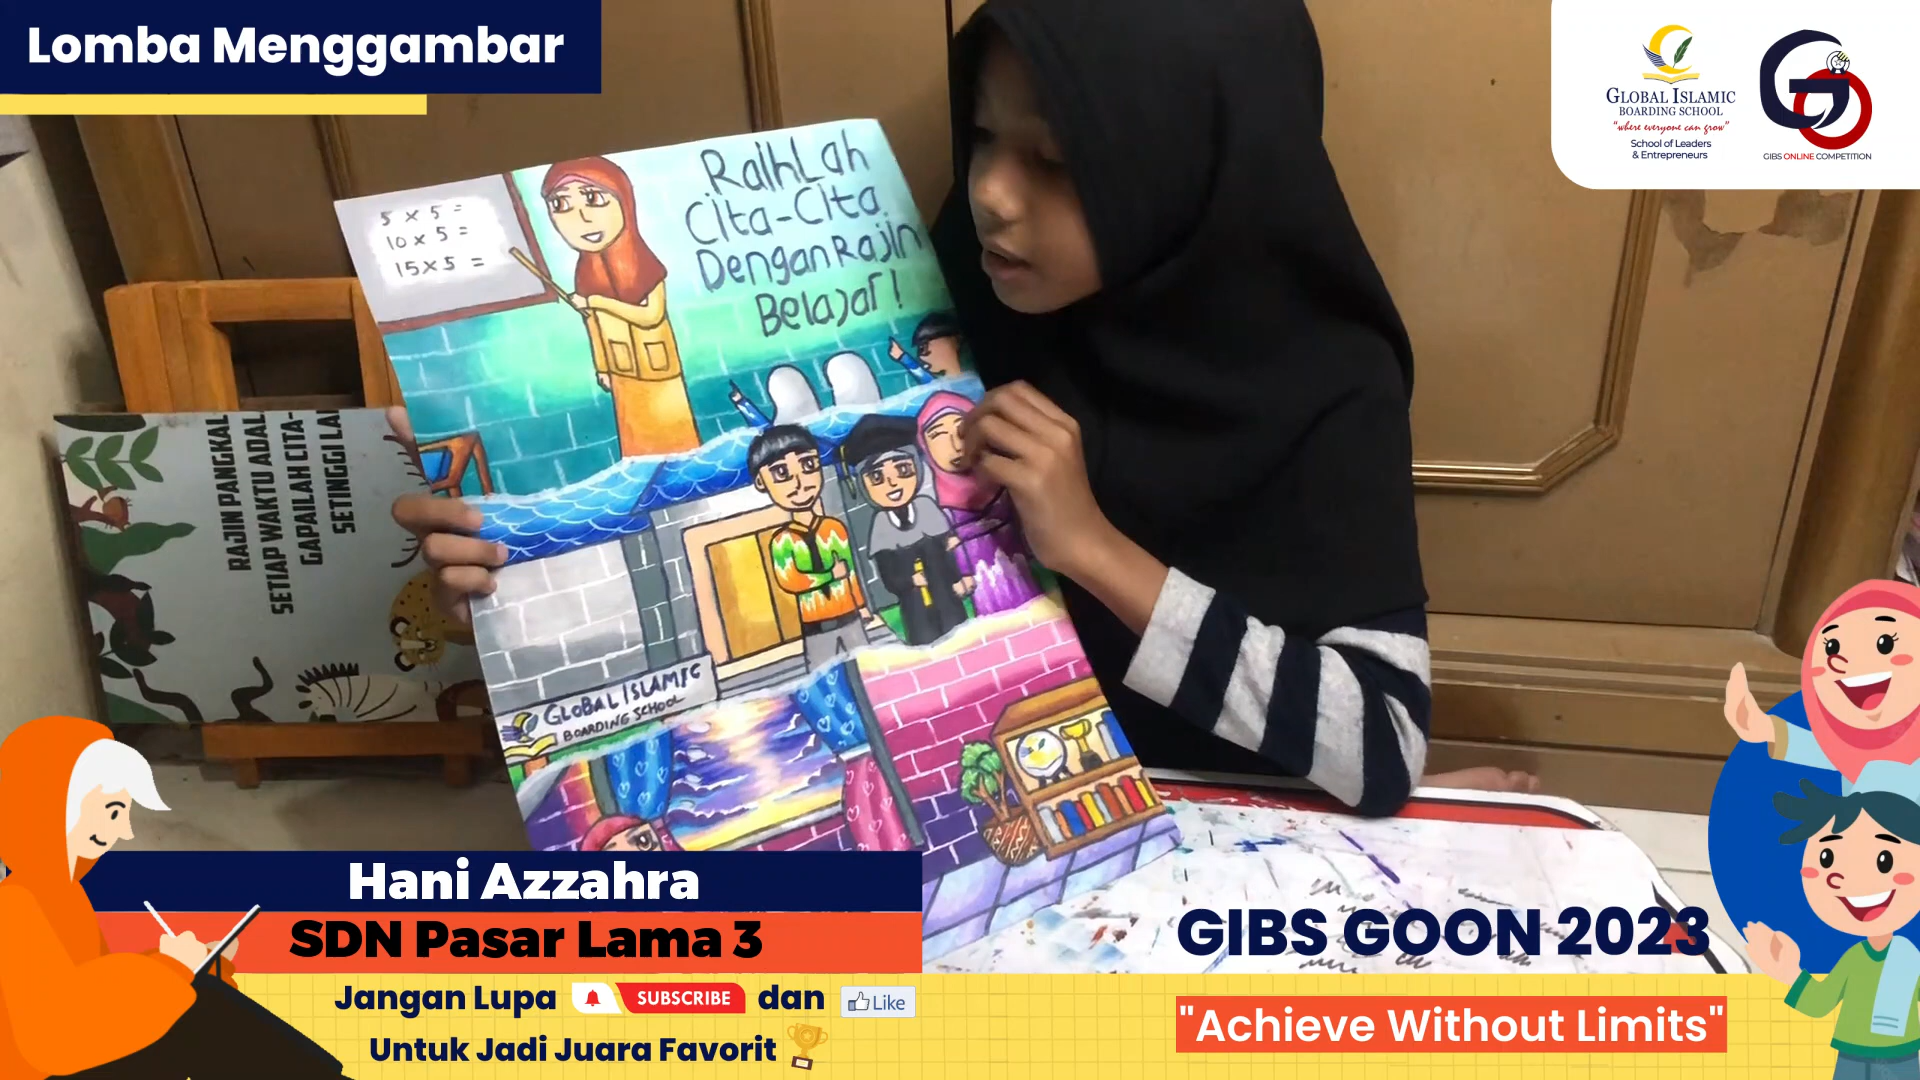 Lomba Menggambar
GLOBAL ISLAMIC
BOARDING SCHOOL
"where everyone can grow"
School of Leaders
& Entrepreneurs
GIBS ONLINE COMPETITION
5 x 5 =
10 x 5 =
15 x 5 =
RaihLah
Cita-Cita
Dengan Rajin
Belajar!
RAJIN PANGKAL
SETIAP WAKTU ADAL
GAPAILAH CITA-
SETINGGI LA
GLOBAL ISLAMIC
BOARDING SCHOOL
Hani Azzahra
SDN Pasar Lama 3
Jangan Lupa SUBSCRIBE dan Like
Untuk Jadi Juara Favorit
GIBS GOON 2023
"Achieve Without Limits"